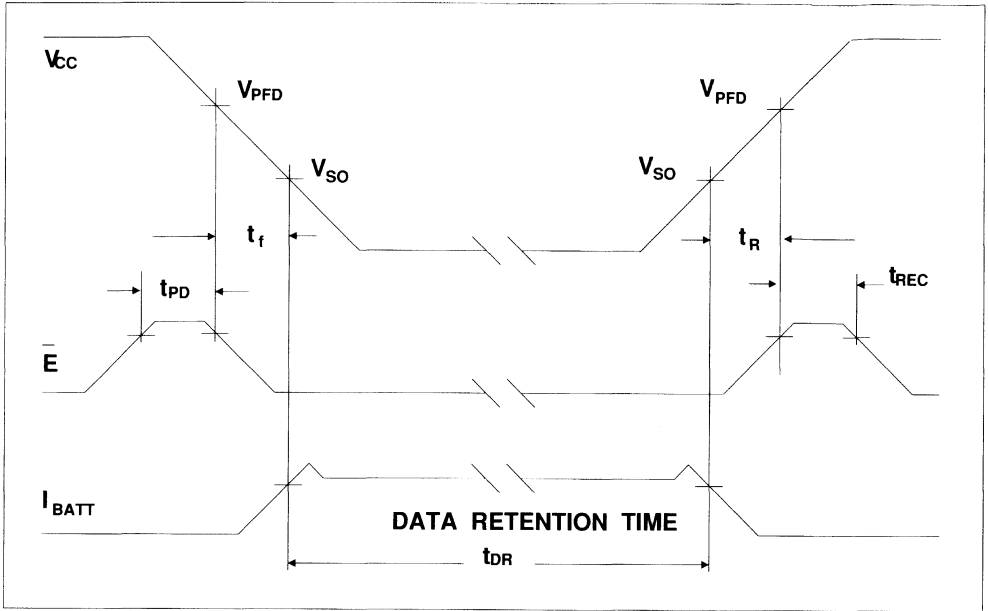 VCC
VPFD
VPFD
VSO
VSO
tf
tR
tPD
tREC
E̅
IBATT
DATA RETENTION TIME
tDR